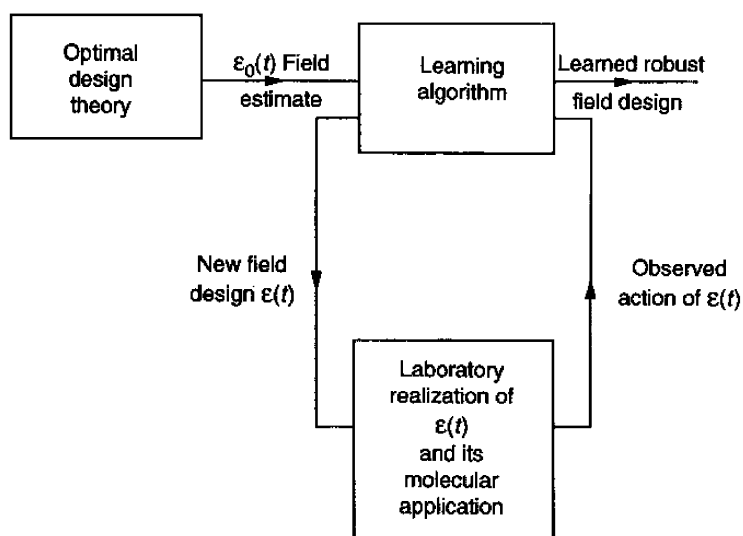 Optimal
design
theory
ε₀(t) Field
estimate
Learning
algorithm
Learned robust
field design
New field
design ε(t)
Observed
action of ε(t)
Laboratory
realization of
ε(t)
and its
molecular
application